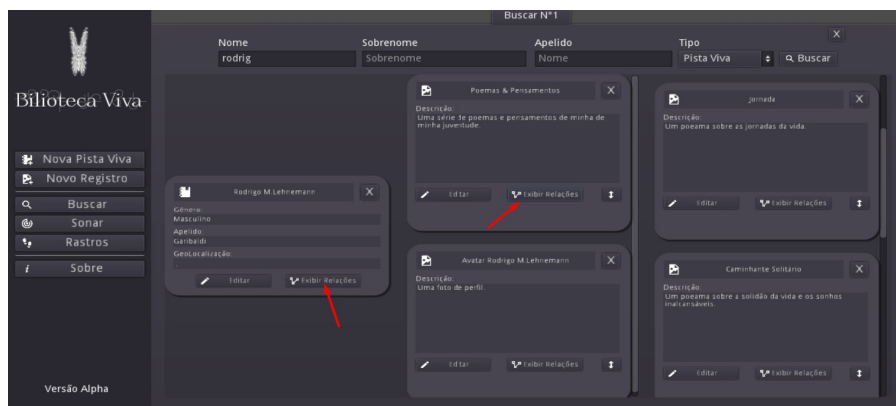 Buscar N°1
X
Nome Sobrenome Apelido Tipo
rodrig Sobrenome Nome Pista Viva Buscar
Bilioteca Viva
Nova Pista Viva
Novo Registro
Buscar
Sonar
Rastros
i Sobre
Versão Alpha
Rodrigo M.Lehnemann X
Gênero:
Masculino
Apelido:
Garibaldi
GeoLocalização:
Editar Exibir Relações
Poemas & Pensamentos X
Descrição:
Uma série de poemas e pensamentos de minha de
minha juventude.
Editar Exibir Relações
Avatar Rodrigo M.Lehnemann X
Descrição:
Uma foto de perfil.
Editar Exibir Relações
Jornada X
Descrição:
Um poeama sobre as jornadas da vida.
Editar Exibir Relações
Caminhante Solitário X
Descrição:
Um poeama sobre a solidão da vida e os sonhos
inalcansáveis.
Editar Exibir Relações